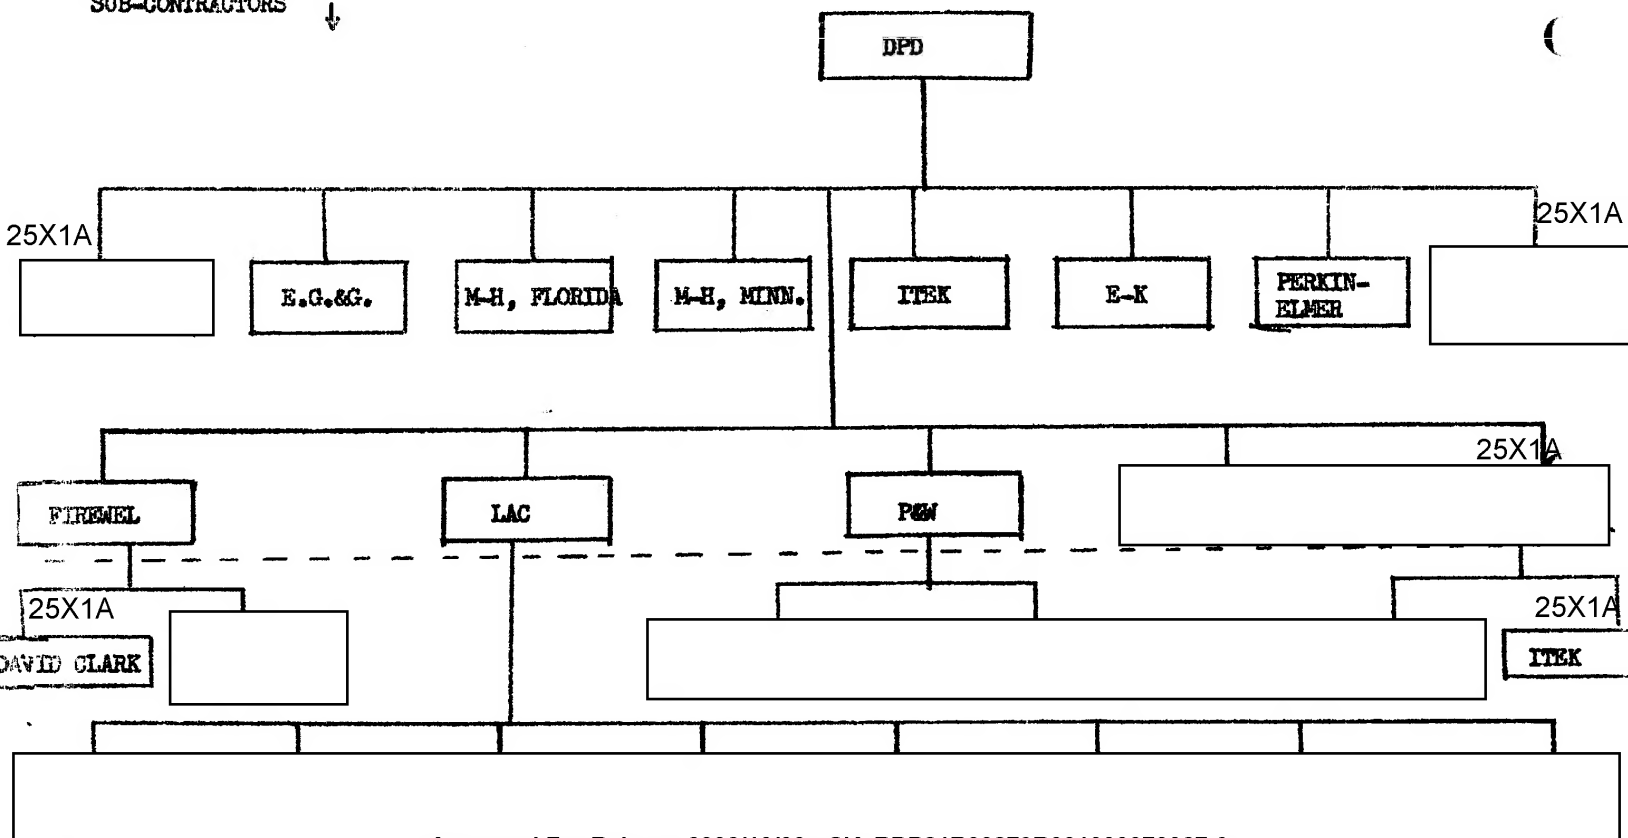 SUB-CONTRACTORS
DPD
25X1A
25X1A
E.G.&G.
M-H, FLORIDA
M-H, MINN.
ITEK
E-K
PERKIN-
ELMER
25X1A
FIREWEL
LAC
P&W
25X1A
25X1A
DAVID CLARK
ITEK